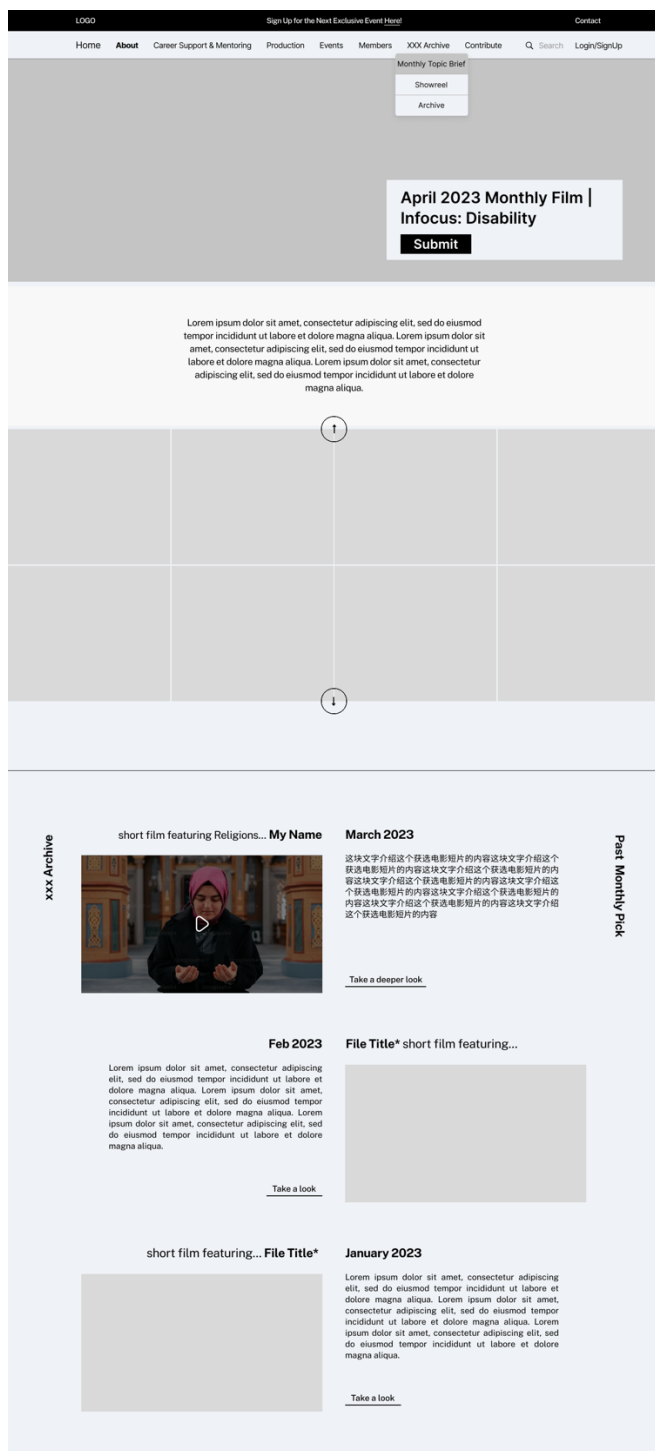 LOGO
Sign Up for the Next Exclusive Event Here!
Contact
Home
About
Career Support & Mentoring
Production
Events
Members
XXX Archive
Contribute
Search
Login/SignUp
Monthly Topic Brief
Showreel
Archive
April 2023 Monthly Film |
Infocus: Disability
Submit
Lorem ipsum dolor sit amet, consectetur adipiscing elit, sed do eiusmod
tempor incididunt ut labore et dolore magna aliqua. Lorem ipsum dolor sit
amet, consectetur adipiscing elit, sed do eiusmod tempor incididunt ut
labore et dolore magna aliqua. Lorem ipsum dolor sit amet, consectetur
adipiscing elit, sed do eiusmod tempor incididunt ut labore et dolore
magna aliqua.
xxx Archive
Past Monthly Pick
short film featuring Religions... My Name
March 2023
这块文字介绍这个获选电影短片的内容这块文字介绍这个
获选电影短片的内容这块文字介绍这个获选电影短片的内
容这块文字介绍这个获选电影短片的内容这块文字介绍这
个获选电影短片的内容这块文字介绍这个获选电影短片的
内容这块文字介绍这个获选电影短片的内容这块文字介绍
这个获选电影短片的内容
Take a deeper look
Feb 2023
Lorem ipsum dolor sit amet, consectetur adipiscing
elit, sed do eiusmod tempor incididunt ut labore et
dolore magna aliqua. Lorem ipsum dolor sit amet,
consectetur adipiscing elit, sed do eiusmod tempor
incididunt ut labore et dolore magna aliqua. Lorem
ipsum dolor sit amet, consectetur adipiscing elit, sed
do eiusmod tempor incididunt ut labore et dolore
magna aliqua.
Take a look
File Title* short film featuring...
short film featuring... File Title*
January 2023
Lorem ipsum dolor sit amet, consectetur adipiscing
elit, sed do eiusmod tempor incididunt ut labore et
dolore magna aliqua. Lorem ipsum dolor sit amet,
consectetur adipiscing elit, sed do eiusmod tempor
incididunt ut labore et dolore magna aliqua. Lorem
ipsum dolor sit amet, consectetur adipiscing elit, sed
do eiusmod tempor incididunt ut labore et dolore
magna aliqua.
Take a look